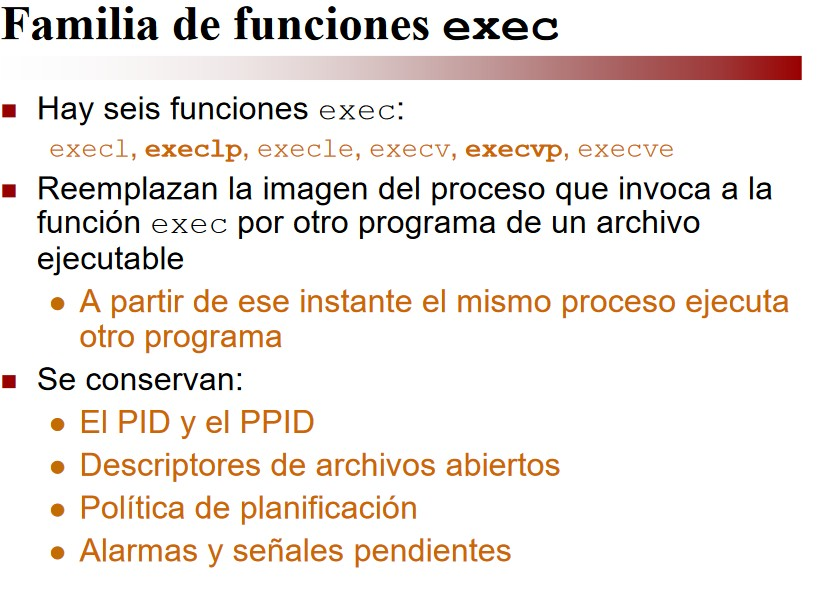 Familia de funciones exec
Hay seis funciones exec:
execl, execlp, execle, execv, execvp, execve
Reemplazan la imagen del proceso que invoca a la
función exec por otro programa de un archivo
ejecutable
A partir de ese instante el mismo proceso ejecuta
otro programa
Se conservan:
El PID y el PPID
Descriptores de archivos abiertos
Política de planificación
Alarmas y señales pendientes